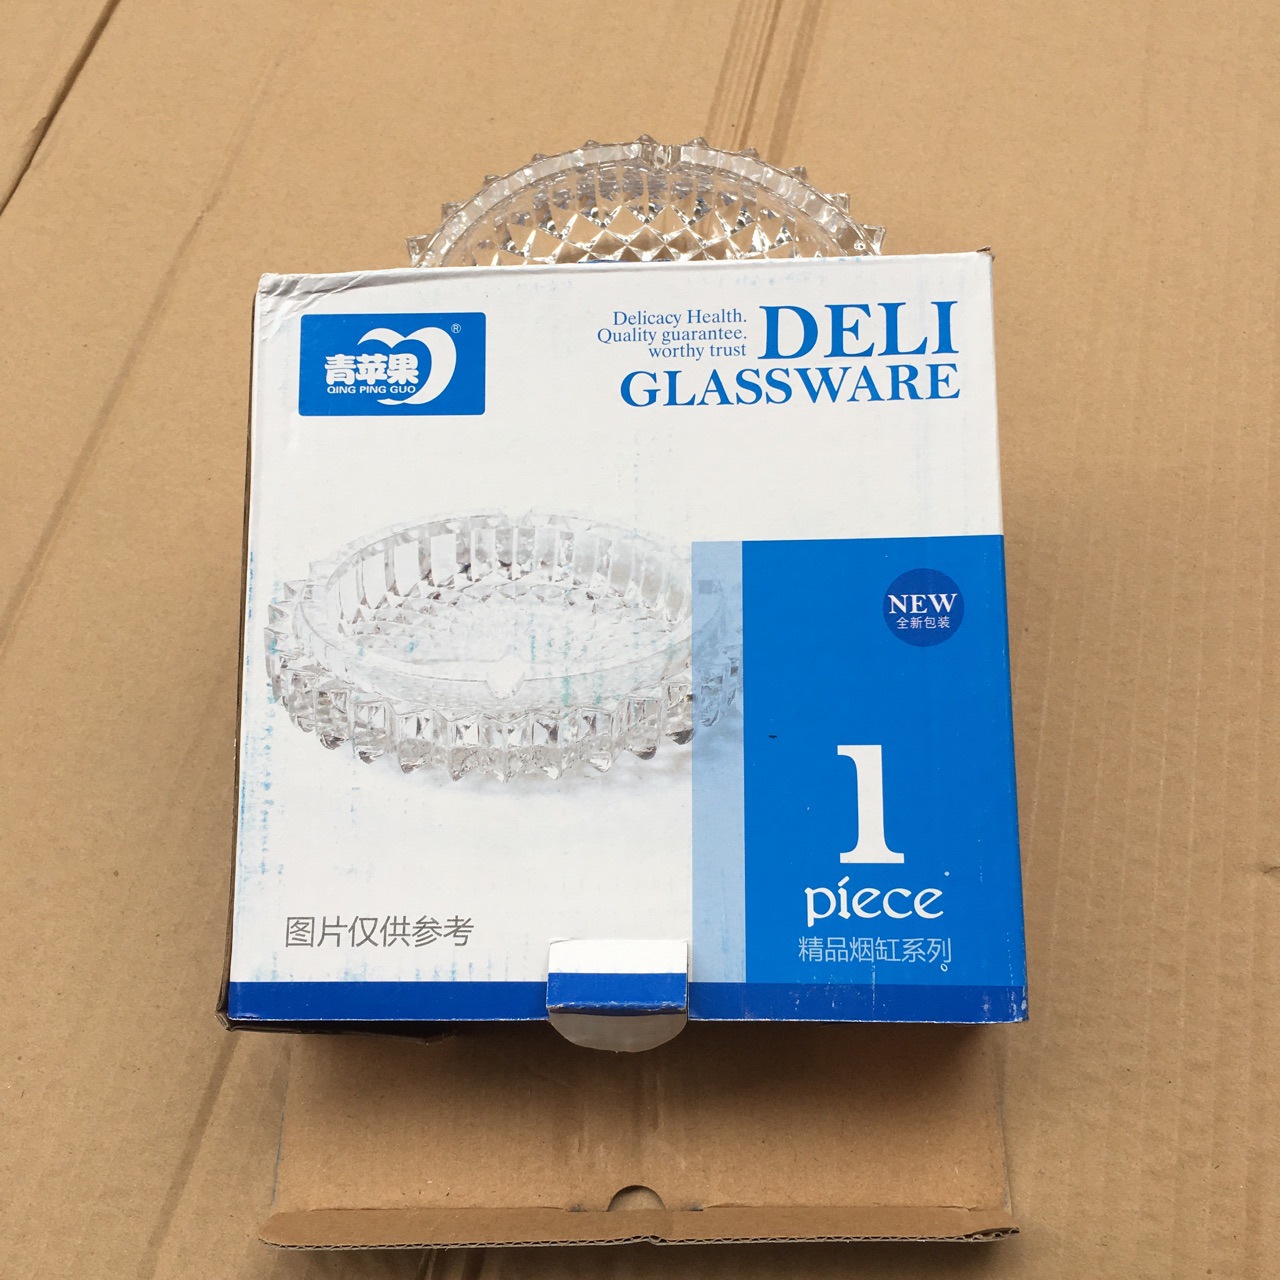 青苹果®
QING PING GUO
Delicacy Health.
Quality guarantee.
worthy trust
DELI
GLASSWARE
NEW
全新包装
1
piece
精品烟缸系列
图片仅供参考